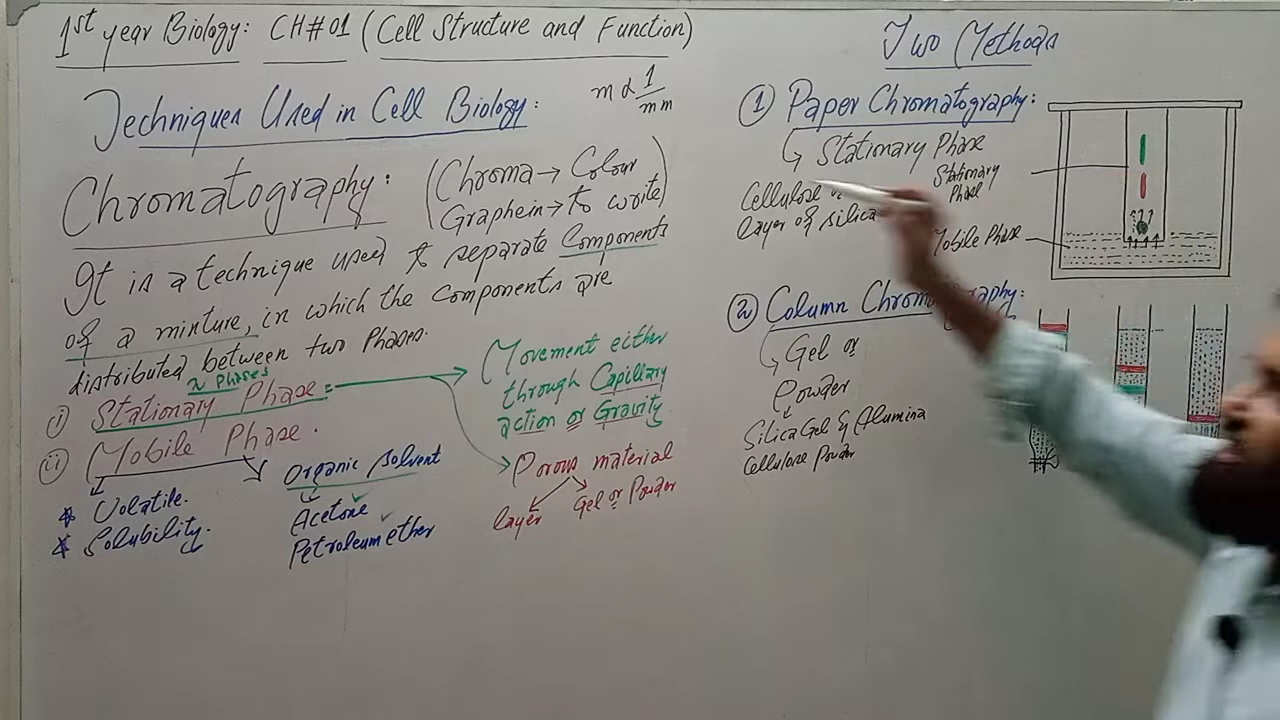 1st year Biology: CH#01 (Cell Structure and Function)
Techniques Used in Cell Biology:
m α 1/mm
Chromatography:
(Chroma → Colour
Graphein → to write)
It is a technique used to separate Components
of a mixture, in which the components are
distributed between two Phases.
2 Phases
i) Stationary Phase:
ii) Mobile Phase.
* Volatile.
* Solubility.
Organic Solvent
Acetone
Petroleum ether
Movement either
through Capillary
action or Gravity
Porous material
layer
Gel or Powder
Two Methods
1 Paper Chromatography:
Stationary Phase
Cellulose
layer of silica
Stationary
Phase
Mobile Phase
2 Column Chromatography:
Gel or
Powder
Silica Gel & Alumina
Cellulose Powder